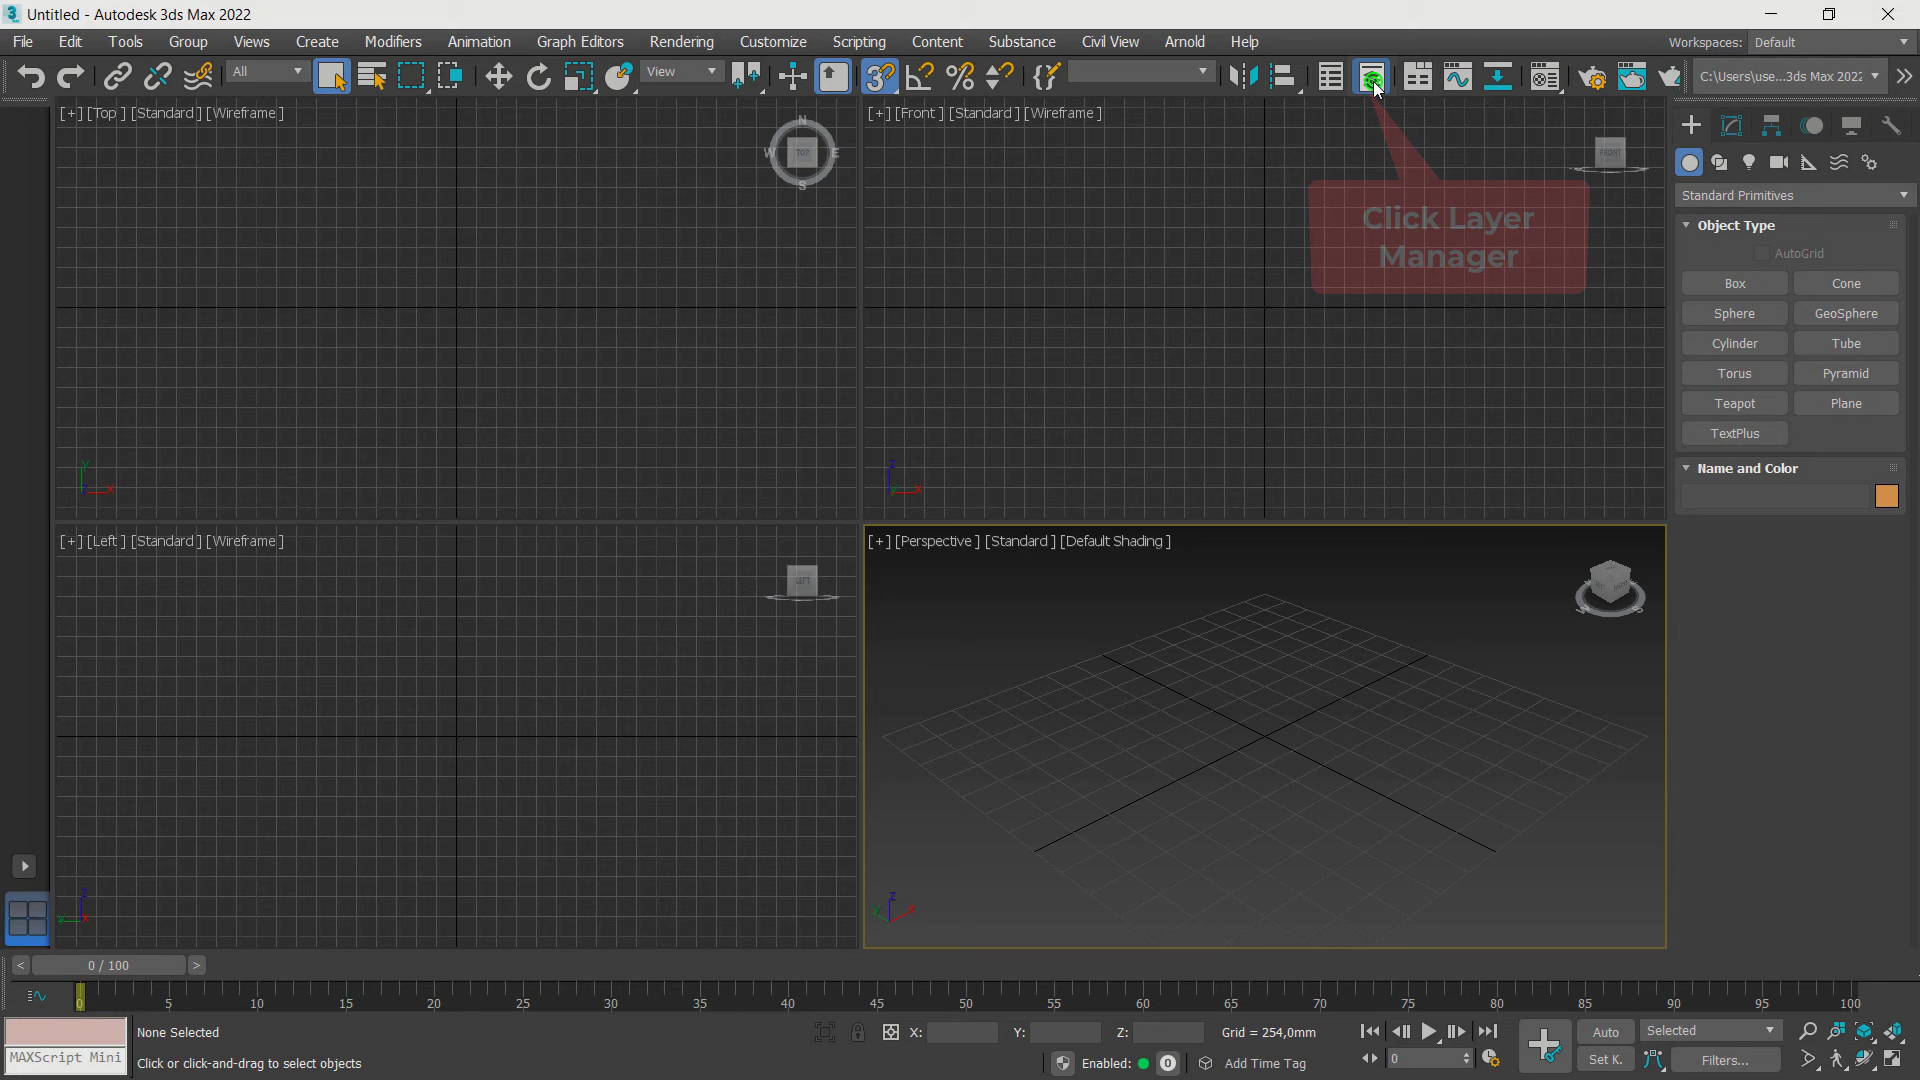 Untitled - Autodesk 3ds Max 2022
File Edit Tools Group Views Create Modifiers Animation Graph Editors Rendering Customize Scripting Content Substance Civil View Arnold Help Workspaces: Default
All View C:\Users\use...3ds Max 2022
[+] [Top ] [Standard ] [Wireframe ]
[+] [Front ] [Standard ] [Wireframe ]
N
W TOP E
S
FRONT
Click Layer
Manager
Standard Primitives
Object Type
AutoGrid
Box Cone
Sphere GeoSphere
Cylinder Tube
Torus Pyramid
Teapot Plane
TextPlus
Name and Color
y
z x
z
y x
[+] [Left ] [Standard ] [Wireframe ]
[+] [Perspective ] [Standard ] [Default Shading ]
LEFT
z
y x
z
y x
< 0 / 100 >
0 5 10 15 20 25 30 35 40 45 50 55 60 65 70 75 80 85 90 95 100
None Selected X: Y: Z: Grid = 254,0mm Auto Selected
MAXScript Mini
Click or click-and-drag to select objects Enabled: 0 Add Time Tag 0 Set K. Filters...